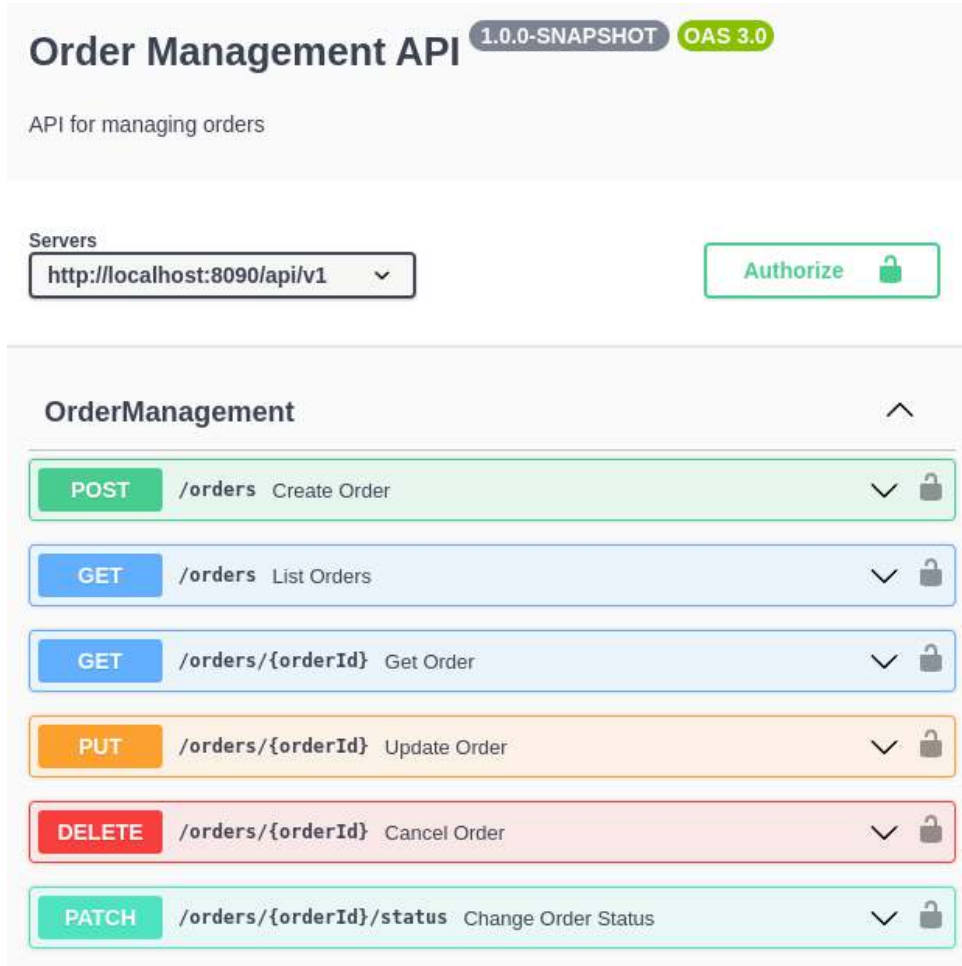 Order Management API 1.0.0-SNAPSHOT OAS 3.0
API for managing orders
Servers
http://localhost:8090/api/v1
Authorize
OrderManagement
POST /orders Create Order
GET /orders List Orders
GET /orders/{orderId} Get Order
PUT /orders/{orderId} Update Order
DELETE /orders/{orderId} Cancel Order
PATCH /orders/{orderId}/status Change Order Status